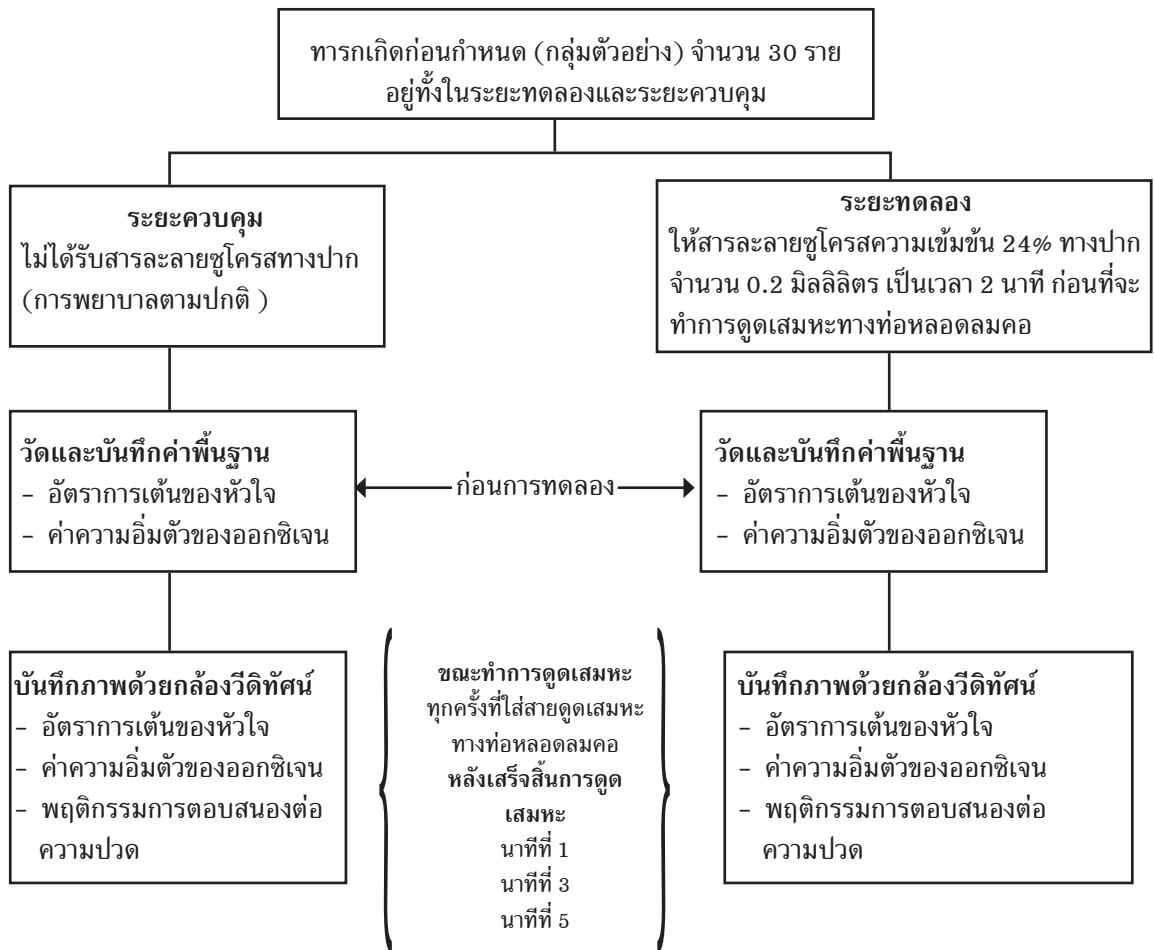 ทารกเกิดก่อนกำหนด (กลุ่มตัวอย่าง) จำนวน 30 ราย
อยู่ทั้งในระยะทดลองและระยะควบคุม
ระยะควบคุม
ไม่ได้รับสารละลายซูโครสทางปาก
(การพยาบาลตามปกติ )
ระยะทดลอง
ให้สารละลายซูโครสความเข้มข้น 24% ทางปาก
จำนวน 0.2 มิลลิลิตร เป็นเวลา 2 นาที ก่อนที่จะ
ทำการดูดเสมหะทางท่อหลอดลมคอ
วัดและบันทึกค่าพื้นฐาน
- อัตราการเต้นของหัวใจ
- ค่าความอิ่มตัวของออกซิเจน
ก่อนการทดลอง
วัดและบันทึกค่าพื้นฐาน
- อัตราการเต้นของหัวใจ
- ค่าความอิ่มตัวของออกซิเจน
บันทึกภาพด้วยกล้องวีดิทัศน์
- อัตราการเต้นของหัวใจ
- ค่าความอิ่มตัวของออกซิเจน
- พฤติกรรมการตอบสนองต่อ
ความปวด
ขณะทำการดูดเสมหะ
ทุกครั้งที่ใส่สายดูดเสมหะ
ทางท่อหลอดลมคอ
หลังเสร็จสิ้นการดูด
เสมหะ
นาทีที่ 1
นาทีที่ 3
นาทีที่ 5
บันทึกภาพด้วยกล้องวีดิทัศน์
- อัตราการเต้นของหัวใจ
- ค่าความอิ่มตัวของออกซิเจน
- พฤติกรรมการตอบสนองต่อ
ความปวด